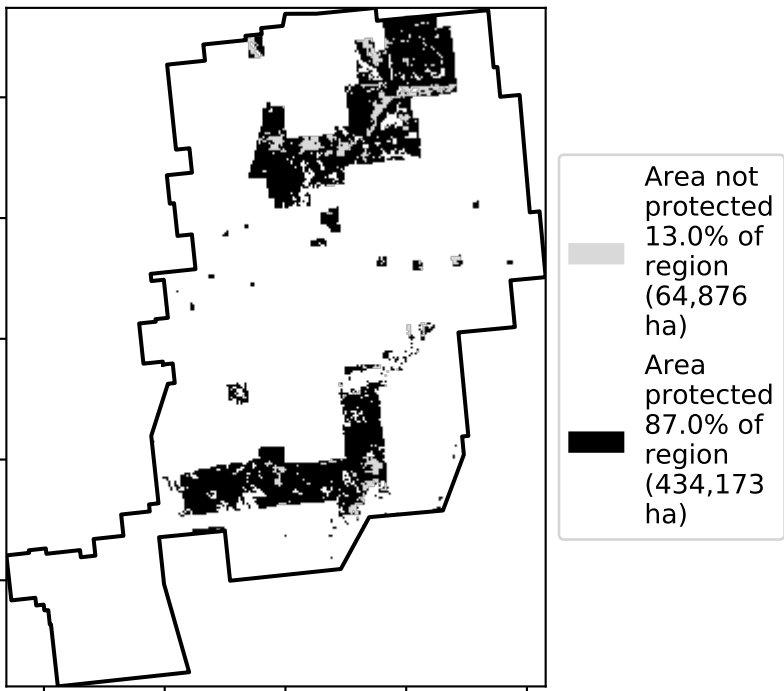 Area not
protected
13.0% of
region
(64,876
ha)
Area
protected
87.0% of
region
(434,173
ha)